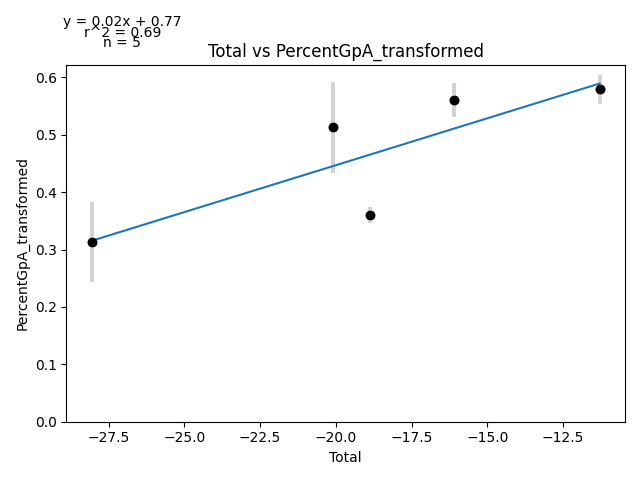 y = 0.02x + 0.77
r^2 = 0.69
n = 5
Total vs PercentGpA_transformed
PercentGpA_transformed
0.6
0.5
0.4
0.3
0.2
0.1
0.0
−27.5 −25.0 −22.5 −20.0 −17.5 −15.0 −12.5
Total